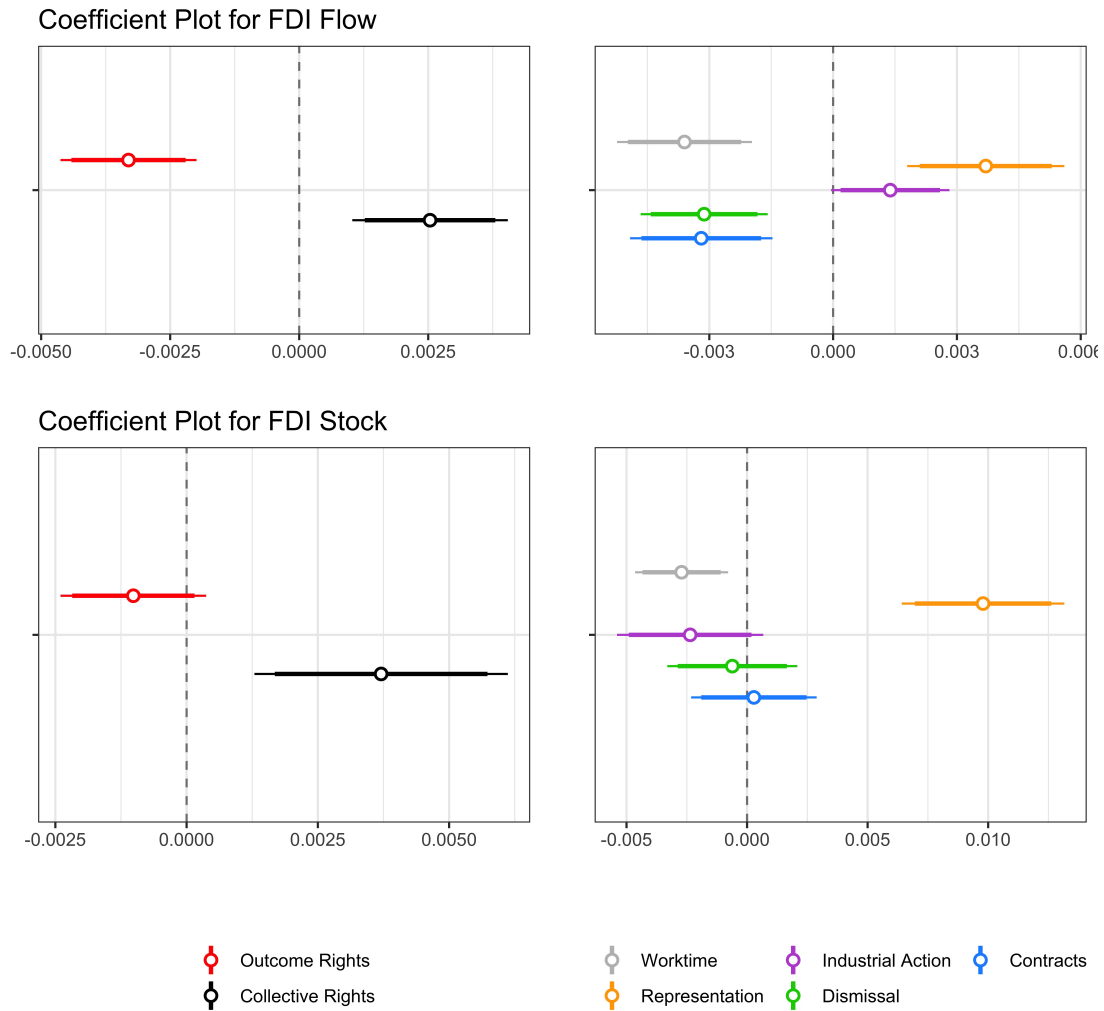 Coefficient Plot for FDI Flow
-0.0050 -0.0025 0.0000 0.0025
-0.003 0.000 0.003 0.006
Coefficient Plot for FDI Stock
-0.0025 0.0000 0.0025 0.0050
-0.005 0.000 0.005 0.010
Outcome Rights
Collective Rights
Worktime Industrial Action Contracts
Representation Dismissal